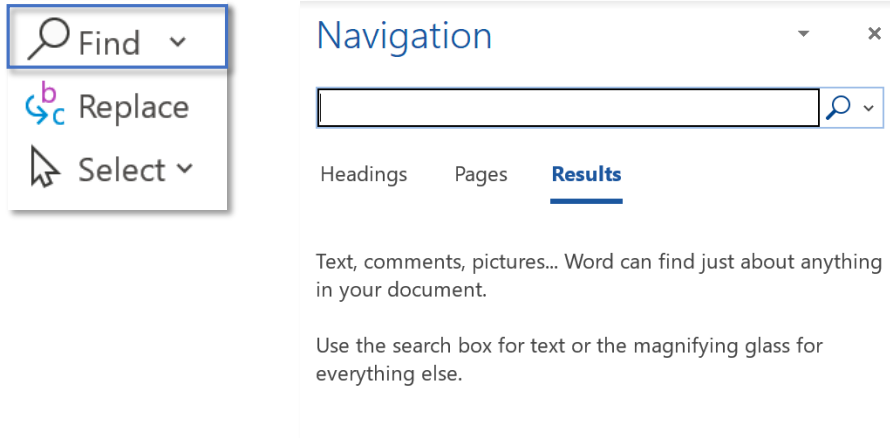 Find
b
c Replace
Select
Navigation
Headings Pages Results
Text, comments, pictures... Word can find just about anything
in your document.
Use the search box for text or the magnifying glass for
everything else.